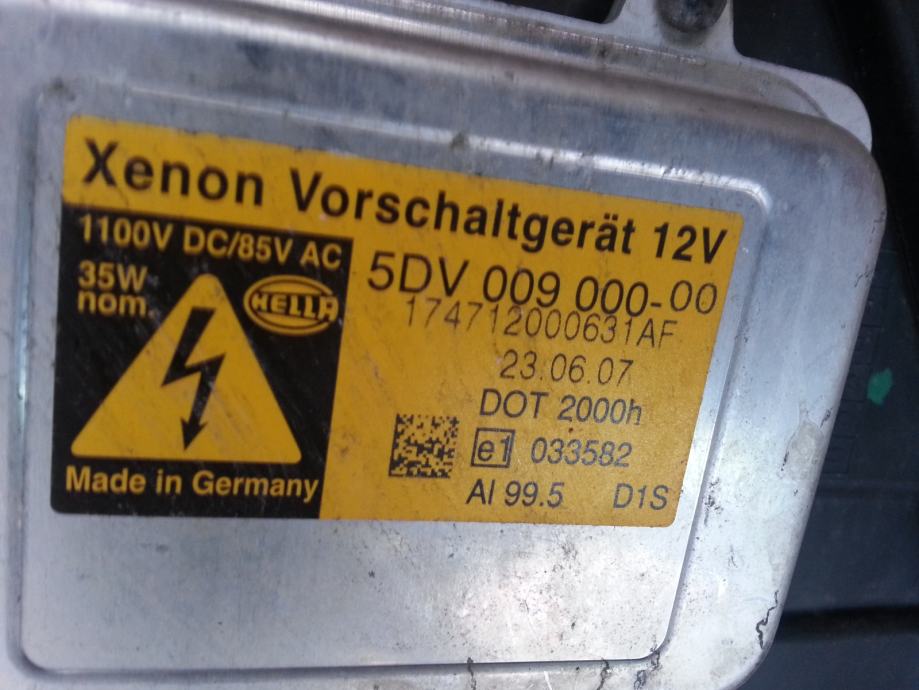 Xenon Vorschaltgerät 12V
1100V DC/85V AC
35W
nom.
HELLA
Made in Germany
5DV 009 000-00
174712000631AF
23.06.07
DOT 2000h
e1 033582
Al 99.5 D1S